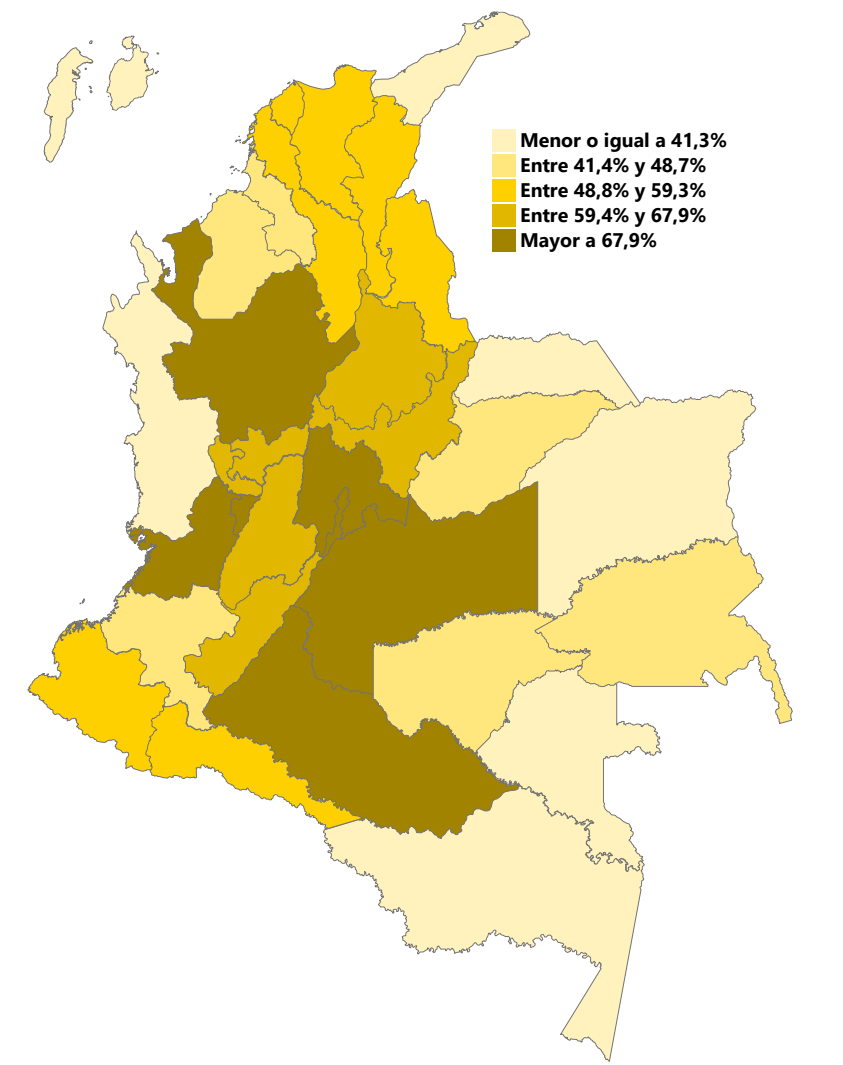 Menor o igual a 41,3%
Entre 41,4% y 48,7%
Entre 48,8% y 59,3%
Entre 59,4% y 67,9%
Mayor a 67,9%